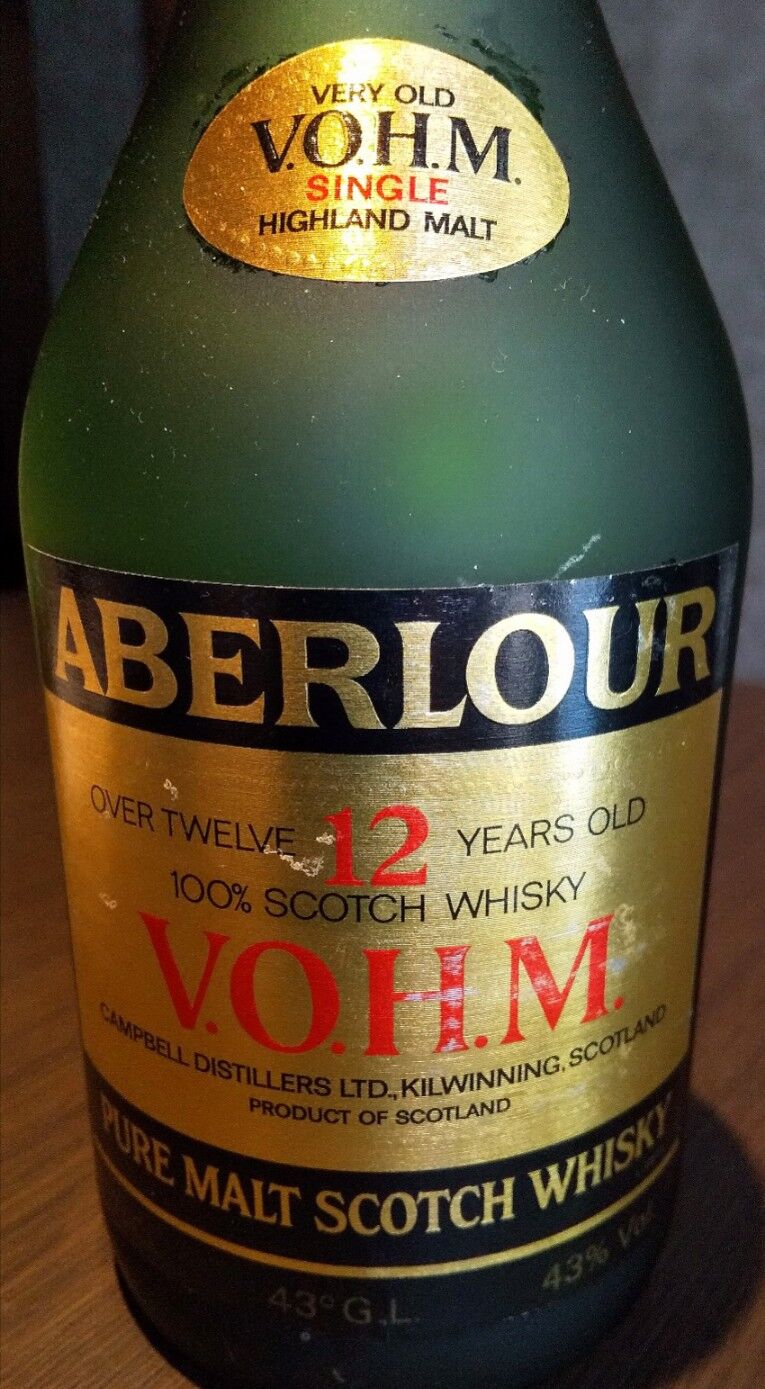 VERY OLD
V.O.H.M.
SINGLE
HIGHLAND MALT
ABERLOUR
OVER TWELVE 12 YEARS OLD
100% SCOTCH WHISKY
V.O.H.M.
CAMPBELL DISTILLERS LTD., KILWINNING, SCOTLAND
PRODUCT OF SCOTLAND
PURE MALT SCOTCH WHISKY
43° G.L. 43% Vol.